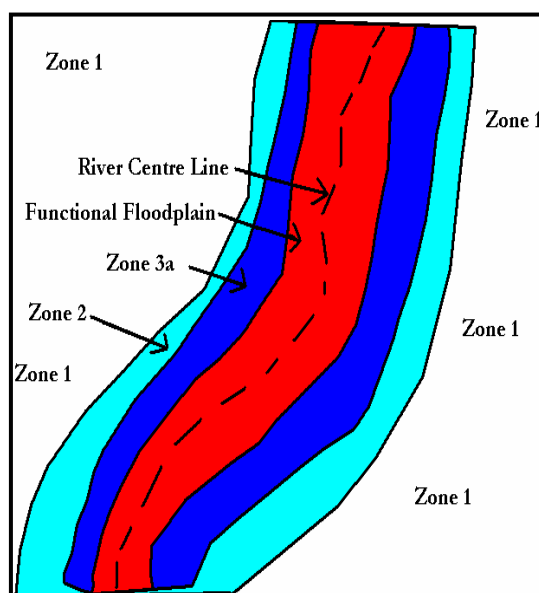 Zone 1
Zone 1
River Centre Line
Functional Floodplain
Zone 3a
Zone 2
Zone 1
Zone 1
Zone 1